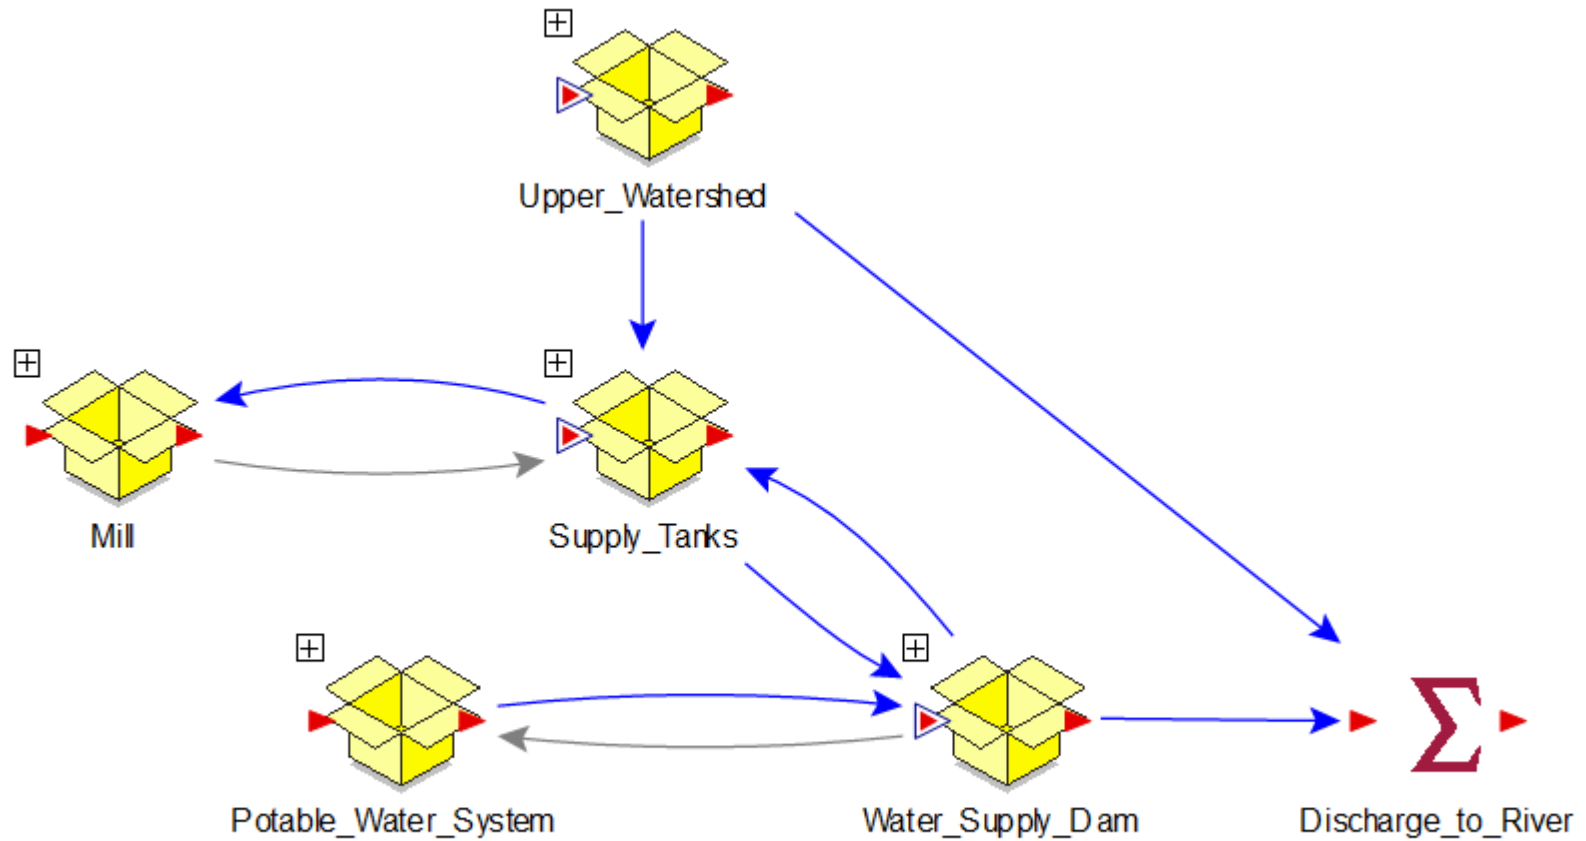 Upper_Watershed
Mill
Supply_Tanks
Potable_Water_System
Water_Supply_Dam
Σ
Discharge_to_River